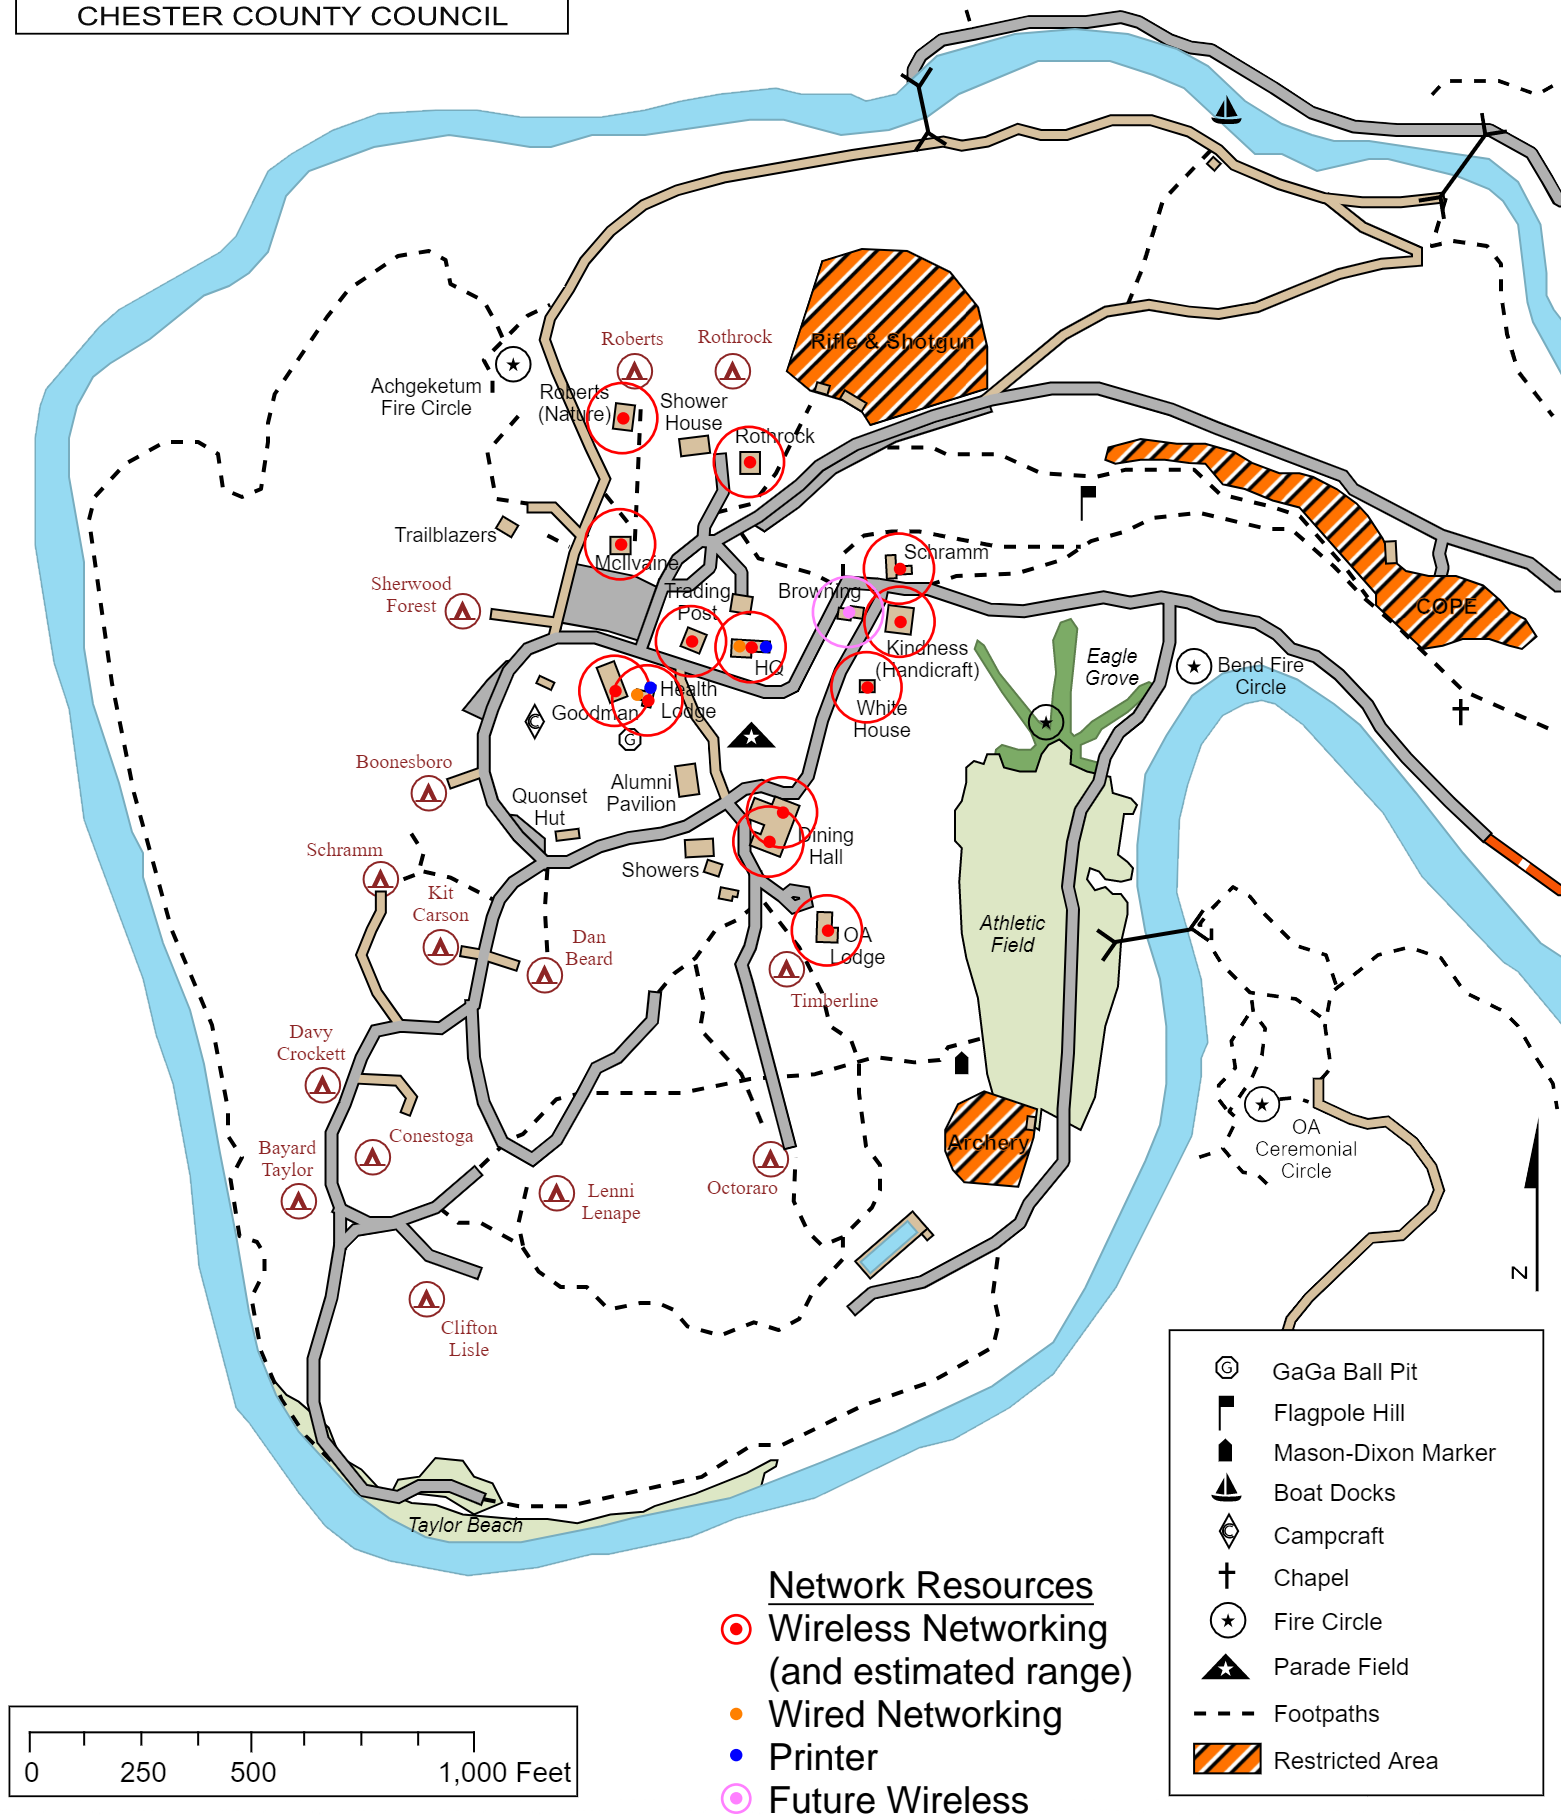 CHESTER COUNTY COUNCIL
Rifle & Shotgun
Roberts
Rothrock
Achgeketum
Fire Circle
Roberts
(Nature)
Shower
House
Rothrock
Trailblazers
McIlvaine
Schramm
Sherwood
Forest
Trading
Post
Browning
COPE
HQ
Kindness
(Handicraft)
Eagle
Grove
Bend Fire
Circle
Goodman
Health
Lodge
White
House
C
G
Boonesboro
Alumni
Pavilion
Quonset
Hut
Dining
Hall
Showers
Schramm
Kit
Carson
Dan
Beard
OA
Lodge
Athletic
Field
Timberline
Davy
Crockett
Conestoga
Bayard
Taylor
Archery
OA
Ceremonial
Circle
Octoraro
Lenni
Lenape
Clifton
Lisle
Z
Taylor Beach
G GaGa Ball Pit
Flagpole Hill
Mason-Dixon Marker
Boat Docks
C Campcraft
Chapel
Fire Circle
Parade Field
Footpaths
Restricted Area
Network Resources
Wireless Networking
(and estimated range)
Wired Networking
Printer
Future Wireless
0 250 500 1,000 Feet